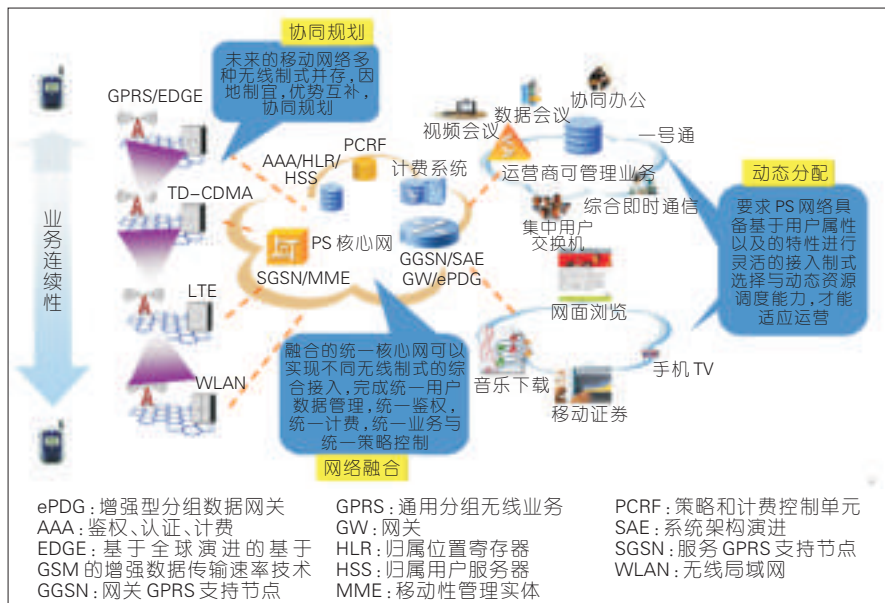 协同规划
未来的移动网络多
种无线制式并存,因
地制宜,优势互补,
协同规划
GPRS/EDGE
TD-CDMA
LTE
WLAN
业务连续性
PCRF
AAA/HLR/
HSS
计费系统
PS 核心网
SGSN/MME
GGSN/SAE
GW/ePDG
视频会议
数据会议
协同办公
一号通
运营商可管理业务
综合即时通信
集中用户
交换机
网面浏览
音乐下载
手机 TV
移动证券
动态分配
要求 PS 网络具
备基于用户属性
以及的特性进行
灵活的接入制式
选择与动态资源
调度能力,才能
适应运营
融合的统一核心网可以
实现不同无线制式的综
合接入,完成统一用户
数据管理,统一鉴权,
统一计费,统一业务与
统一策略控制
网络融合
ePDG:增强型分组数据网关
AAA:鉴权、认证、计费
EDGE:基于全球演进的基于
GSM 的增强数据传输速率技术
GGSN:网关 GPRS 支持节点
GPRS:通用分组无线业务
GW:网关
HLR:归属位置寄存器
HSS:归属用户服务器
MME:移动性管理实体
PCRF:策略和计费控制单元
SAE:系统架构演进
SGSN:服务 GPRS 支持节点
WLAN:无线局域网